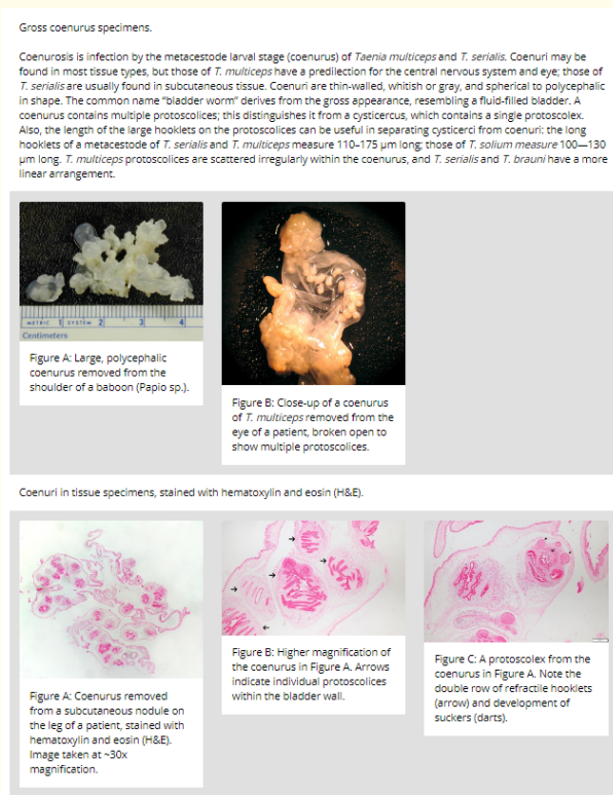 Gross coenurus specimens.
Coenurosis is infection by the metacestode larval stage (coenurus) of Taenia multiceps and T. serialis. Coenuri may be
found in most tissue types, but those of T. multiceps have a predilection for the central nervous system and eye; those of
T. serialis are usually found in subcutaneous tissue. Coenuri are thin-walled, whitish or gray, and spherical to polycephalic
in shape. The common name "bladder worm" derives from the gross appearance, resembling a fluid-filled bladder. A
coenurus contains multiple protoscolices; this distinguishes it from a cysticercus, which contains a single protoscolex.
Also, the length of the large hooklets on the protoscolices can be useful in separating cysticerci from coenuri: the long
hooklets of a metacestode of T. serialis and T. multiceps measure 110–175 µm long; those of T. solium measure 100—130
µm long. T. multiceps protoscolices are scattered irregularly within the coenurus, and T. serialis and T. brauni have a more
linear arrangement.
METRIC 1 SYSTEM 2 3 4
Centimeters
Figure A: Large, polycephalic
coenurus removed from the
shoulder of a baboon (Papio sp.).
Figure B: Close-up of a coenurus
of T. multiceps removed from the
eye of a patient, broken open to
show multiple protoscolices.
Coenuri in tissue specimens, stained with hematoxylin and eosin (H&E).
Figure A: Coenurus removed
from a subcutaneous nodule on
the leg of a patient, stained with
hematoxylin and eosin (H&E).
Image taken at ~30x
magnification.
Figure B: Higher magnification of
the coenurus in Figure A. Arrows
indicate individual protoscolices
within the bladder wall.
Figure C: A protoscolex from the
coenurus in Figure A. Note the
double row of refractile hooklets
(arrow) and development of
suckers (darts).